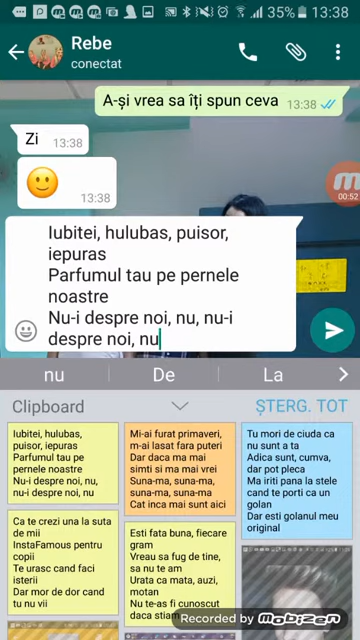 35% 13:38
Rebe
conectat
A-și vrea sa îți spun ceva 13:38
Zi 13:38
13:38
00:52
Iubitei, hulubas, puisor,
iepuras
Parfumul tau pe pernele
noastre
Nu-i despre noi, nu, nu-i
despre noi, nu
nu De La
Clipboard ȘTERG. TOT
Iubitei, hulubas,
puisor, iepuras
Parfumul tau pe
pernele noastre
Nu-i despre noi, nu,
nu-i despre noi, nu
Mi-ai furat primaveri,
m-ai lasat fara puteri
Dar daca ma mai
simti si ma mai vrei
Suna-ma, suna-ma,
suna-ma, suna-ma
Cat inca mai sunt aici
Tu mori de ciuda ca
nu sunt a ta
Adica sunt, cumva,
dar pot pleca
Ma iriti pana la stele
cand te porti ca un
golan
Dar esti golanul meu
original
Ca te crezi una la suta
de mii
InstaFamous pentru
copii
Te urasc cand faci
isterii
Dar mor de dor cand
tu nu vii
Esti fata buna, fiecare
gram
Vreau sa fug de tine,
sa nu te am
Urata ca mata, auzi,
motan
Nu te-as fi cunoscut
daca stiam
Recorded by Mobizen